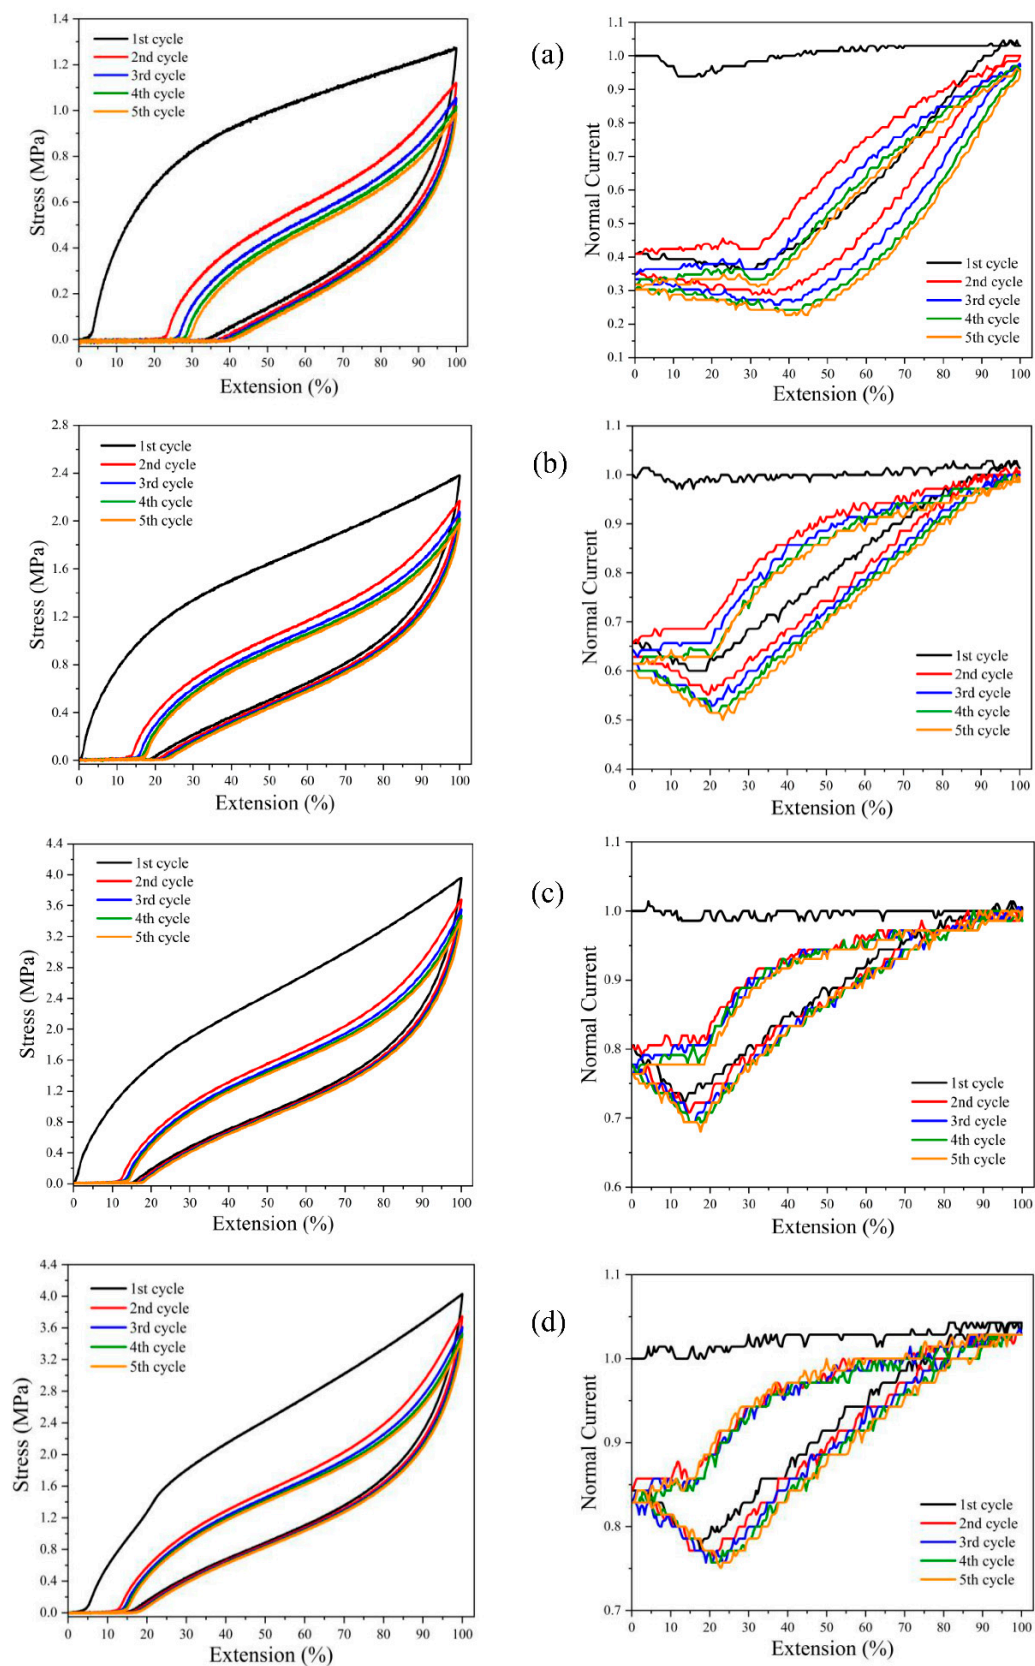 1.4
1.2
1.0
0.8
0.6
0.4
0.2
0.0
Stress (MPa)
1st cycle
2nd cycle
3rd cycle
4th cycle
5th cycle
0 10 20 30 40 50 60 70 80 90 100
Extension (%)
(a)
1.1
1.0
0.9
0.8
0.7
0.6
0.5
0.4
0.3
0.2
0.1
Normal Current
1st cycle
2nd cycle
3rd cycle
4th cycle
5th cycle
0 10 20 30 40 50 60 70 80 90 100
Extension (%)
2.8
2.4
2.0
1.6
1.2
0.8
0.4
0.0
Stress (MPa)
1st cycle
2nd cycle
3rd cycle
4th cycle
5th cycle
0 10 20 30 40 50 60 70 80 90 100
Extension (%)
(b)
1.1
1.0
0.9
0.8
0.7
0.6
0.5
0.4
Normal Current
1st cycle
2nd cycle
3rd cycle
4th cycle
5th cycle
0 10 20 30 40 50 60 70 80 90 100
Extension (%)
4.4
4.0
3.6
3.2
2.8
2.4
2.0
1.6
1.2
0.8
0.4
0.0
Stress (MPa)
1st cycle
2nd cycle
3rd cycle
4th cycle
5th cycle
0 10 20 30 40 50 60 70 80 90 100
Extension (%)
(c)
1.1
1.0
0.9
0.8
0.7
0.6
Normal Current
1st cycle
2nd cycle
3rd cycle
4th cycle
5th cycle
0 10 20 30 40 50 60 70 80 90 100
Extension (%)
4.4
4.0
3.6
3.2
2.8
2.4
2.0
1.6
1.2
0.8
0.4
0.0
Stress (MPa)
1st cycle
2nd cycle
3rd cycle
4th cycle
5th cycle
0 10 20 30 40 50 60 70 80 90 100
Extension (%)
(d)
1.1
1.0
0.9
0.8
0.7
Normal Current
1st cycle
2nd cycle
3rd cycle
4th cycle
5th cycle
0 10 20 30 40 50 60 70 80 90 100
Extension (%)